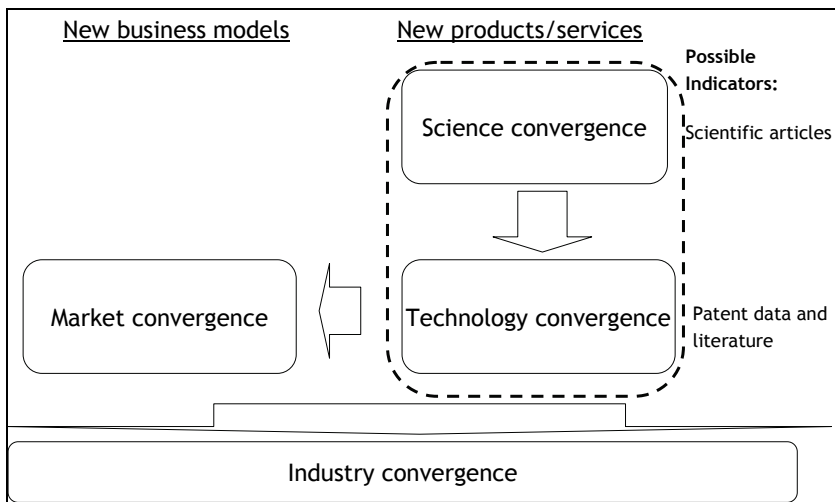 New business models
New products/services
Possible
Indicators:
Science convergence
Scientific articles
Market convergence
Technology convergence
Patent data and
literature
Industry convergence